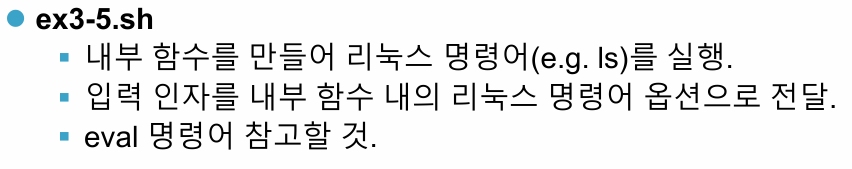 ex3-5.sh
내부 함수를 만들어 리눅스 명령어(e.g. ls)를 실행.
입력 인자를 내부 함수 내의 리눅스 명령어 옵션으로 전달.
eval 명령어 참고할 것.